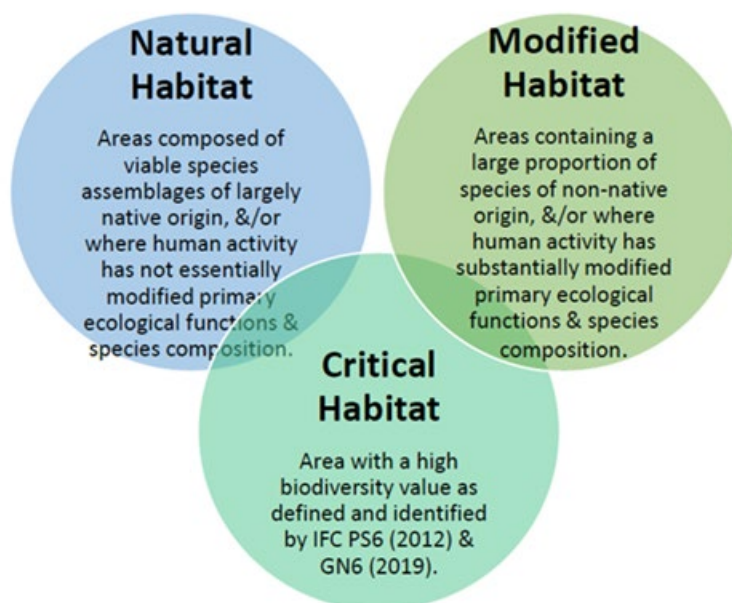 Natural
Habitat
Areas composed of
viable species
assemblages of largely
native origin, &/or
where human activity
has not essentially
modified primary
ecological functions &
species composition.
Modified
Habitat
Areas containing a
large proportion of
species of non-native
origin, &/or where
human activity has
substantially modified
primary ecological
functions & species
composition.
Critical
Habitat
Area with a high
biodiversity value as
defined and identified
by IFC PS6 (2012) &
GN6 (2019).